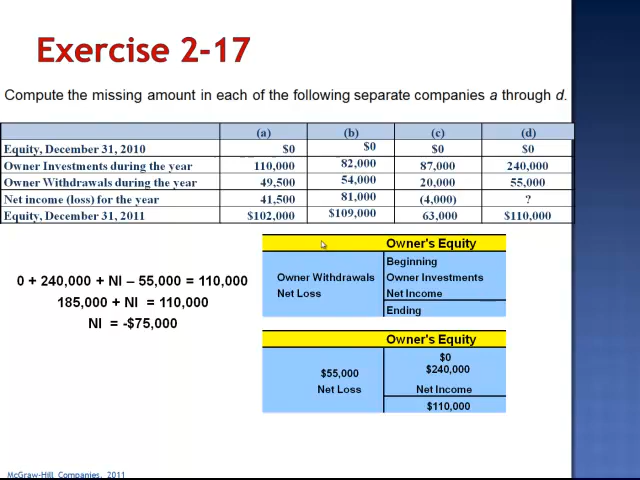 Exercise 2-17
Compute the missing amount in each of the following separate companies a through d.
(a) (b) (c) (d)
Equity, December 31, 2010 $0 $0 $0 $0
Owner Investments during the year 110,000 82,000 87,000 240,000
Owner Withdrawals during the year 49,500 54,000 20,000 55,000
Net income (loss) for the year 41,500 81,000 (4,000) ?
Equity, December 31, 2011 $102,000 $109,000 63,000 $110,000
0 + 240,000 + NI – 55,000 = 110,000
185,000 + NI = 110,000
NI = -$75,000
Owner's Equity
Beginning
Owner Withdrawals Owner Investments
Net Loss Net Income
Ending
Owner's Equity
$0
$55,000 $240,000
Net Loss Net Income
$110,000
McGraw-Hill Companies, 2011